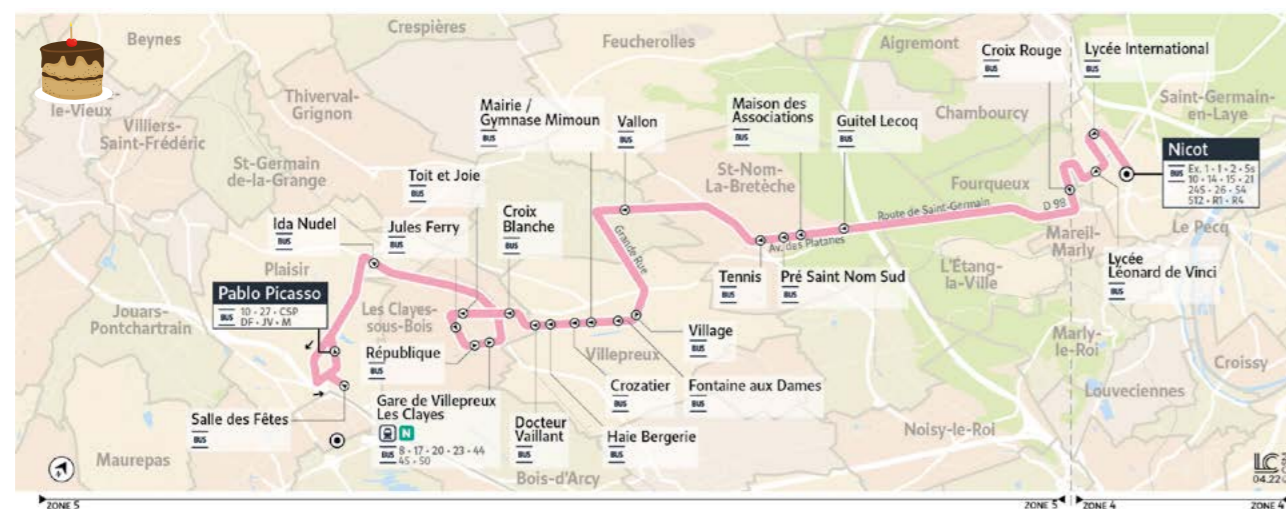 Beynes
Crespières
Feucherolles
Aigremont
Croix Rouge
BUS
Lycée International
BUS
le-Vieux
Thiverval-
Grignon
Villiers-
Saint-Frédéric
Mairie /
Gymnase Mimoun
BUS
Vallon
BUS
Maison des
Associations
BUS
Guitel Lecoq
BUS
Chambourcy
Saint-Germain-
en-Laye
Nicot
BUS
Ex. 1 • 1 • 2 • 5s
10 • 14 • 15 • 21
24S • 26 • 54
512 • R1 • R4
St-Germain
de-la-Grange
Toit et Joie
BUS
St-Nom-
La-Bretèche
Fourqueux
D 98
Route de Saint-Germain
Av. des Platanes
Grande Rue
Ida Nudel
BUS
Jules Ferry
BUS
Croix
Blanche
BUS
Le Pecq
Mareil-
Marly
Plaisir
Pablo Picasso
BUS
10 • 27 • CSP
DF • JV • M
Tennis
BUS
Pré Saint Nom Sud
BUS
L'Étang-
la-Ville
Lycée
Léonard de Vinci
BUS
Jouars-
Pontchartrain
Les Clayes-
sous-Bois
République
BUS
Villepreux
Village
BUS
Marly-
le-Roi
Croissy
Louveciennes
Salle des Fêtes
BUS
Gare de Villepreux
Les Clayes
N
BUS
8 • 17 • 20 • 23 • 44
45 • 50
Docteur
Vaillant
BUS
Crozatier
BUS
Fontaine aux Dames
BUS
Haie Bergerie
BUS
Noisy-le-Roi
Maurepas
Bois-d'Arcy
LC
04.22
ZONE 5
ZONE 5
ZONE 4
ZONE 4